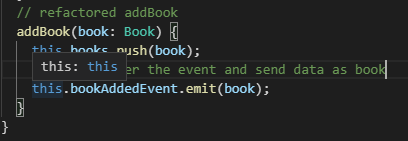 // refactored addBook
addBook(book: Book) {
this.books.push(book);
this: this
er the event and send data as book
this.bookAddedEvent.emit(book);
}
}